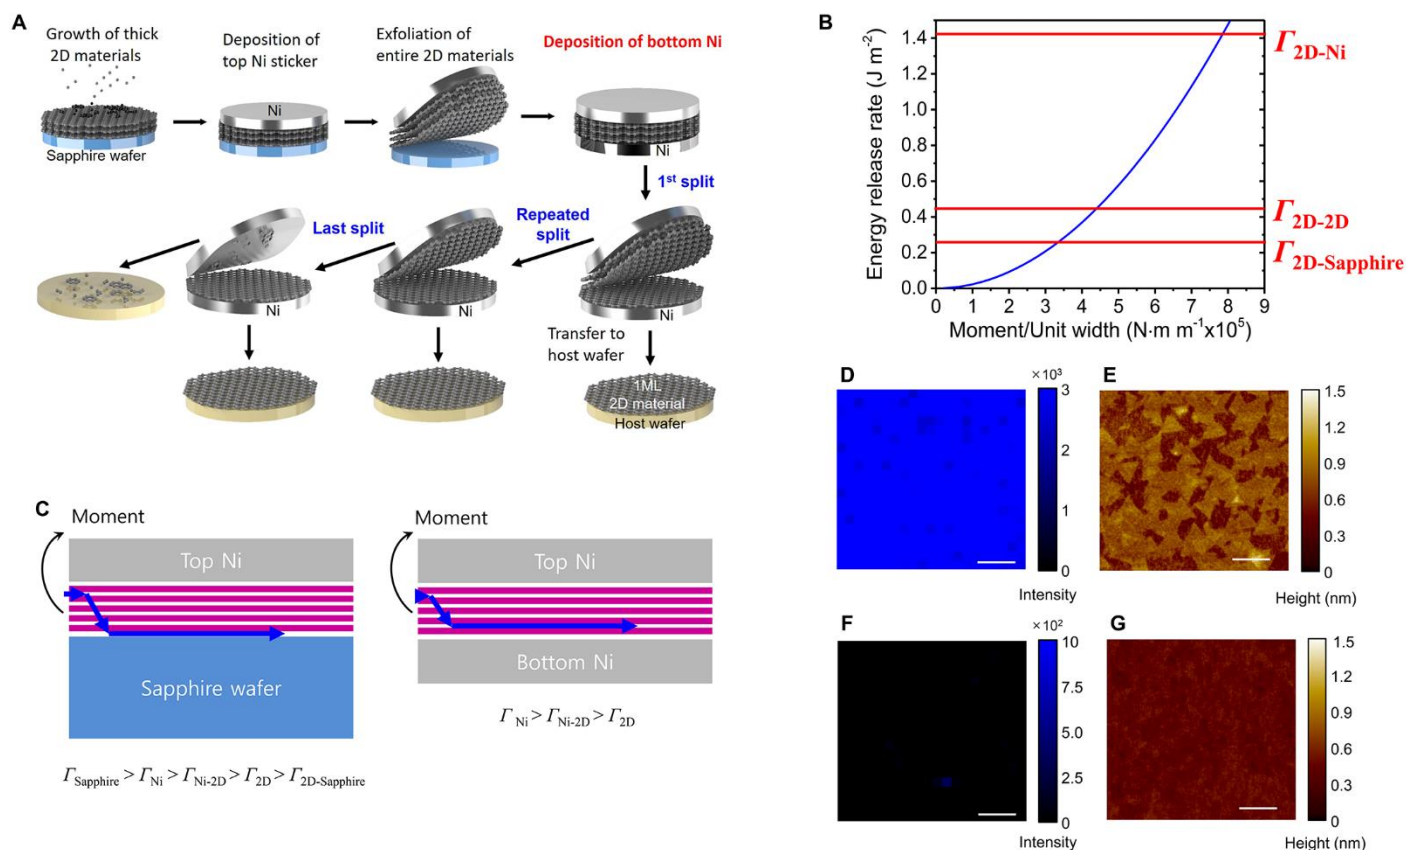 A
Growth of thick
2D materials
Deposition of
top Ni sticker
Exfoliation of
entire 2D materials
Deposition of bottom Ni
Ni
Sapphire wafer
Ni
1st split
Last split
Repeated
split
Ni
Ni
Ni
Transfer to
host wafer
1ML
2D material
Host wafer
B
Energy release rate (J m⁻²)
1.4
1.2
1.0
0.8
0.6
0.4
0.2
0.0
0 1 2 3 4 5 6 7 8 9
Moment/Unit width (N·m m⁻¹x10⁵)
Γ2D-Ni
Γ2D-2D
Γ2D-Sapphire
C
Moment
Top Ni
Sapphire wafer
ΓSapphire > ΓNi > ΓNi-2D > Γ2D > Γ2D-Sapphire
Moment
Top Ni
Bottom Ni
ΓNi > ΓNi-2D > Γ2D
D
× 10³
3
2
1
0
Intensity
E
1.5
1.2
0.9
0.6
0.3
0
Height (nm)
F
× 10²
10
7.5
5
2.5
0
Intensity
G
1.5
1.2
0.9
0.6
0.3
0
Height (nm)